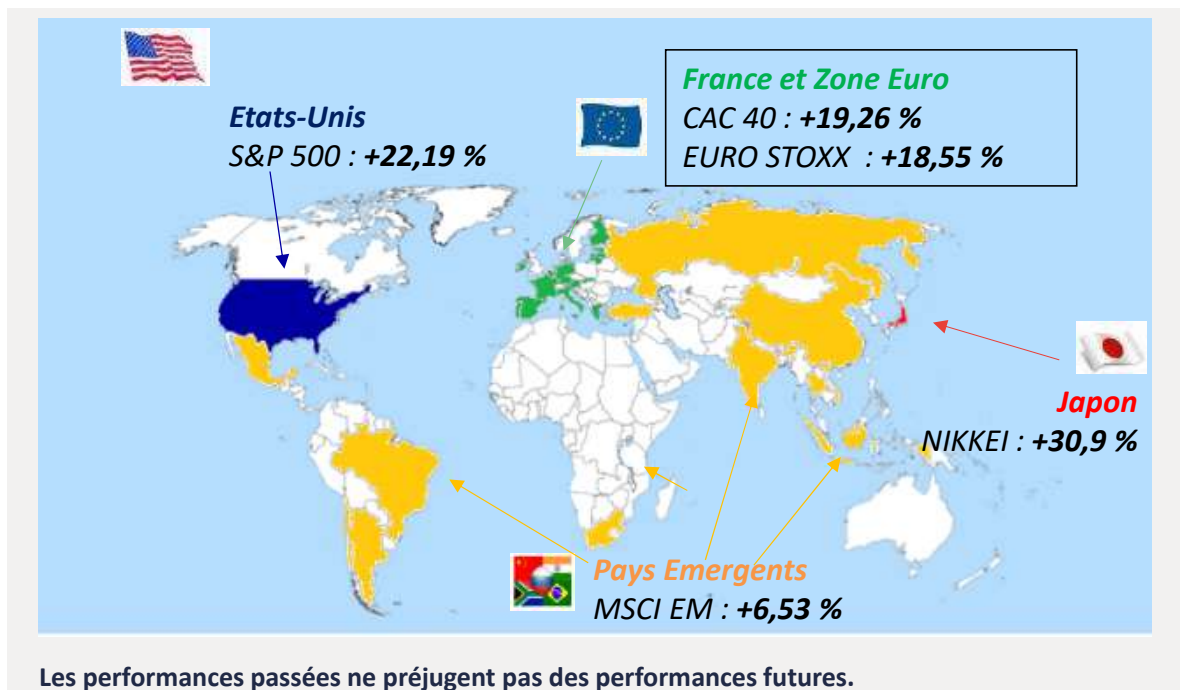 Etats-Unis
S&P 500 : +22,19 %
France et Zone Euro
CAC 40 : +19,26 %
EURO STOXX : +18,55 %
Japon
NIKKEI : +30,9 %
Pays Emergents
MSCI EM : +6,53 %
Les performances passées ne préjugent pas des performances futures.